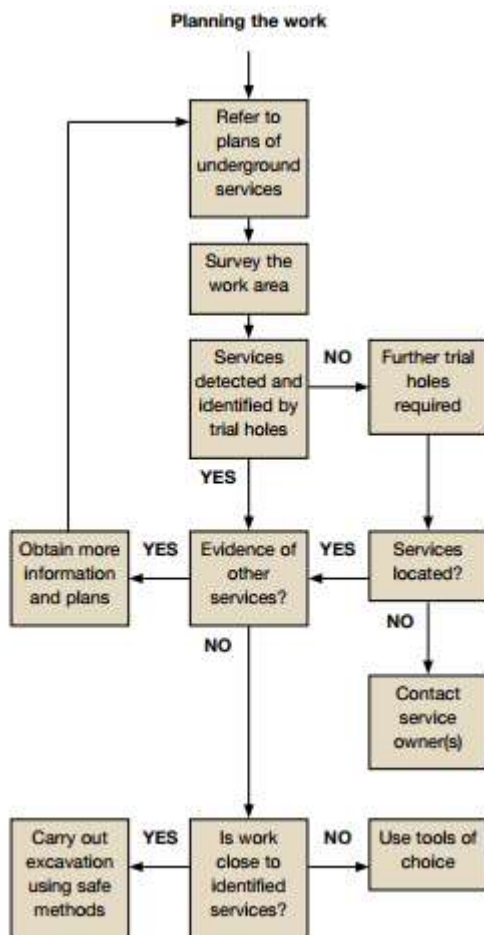 Planning the work
Refer to
plans of
underground
services
Survey the
work area
Services
detected and
identified by
trial holes
NO
Further trial
holes
required
YES
Obtain more
information
and plans
YES
Evidence of
other
services?
YES
Services
located?
NO
NO
Contact
service
owner(s)
Carry out
excavation
using safe
methods
YES
Is work
close to
identified
services?
NO
Use tools of
choice